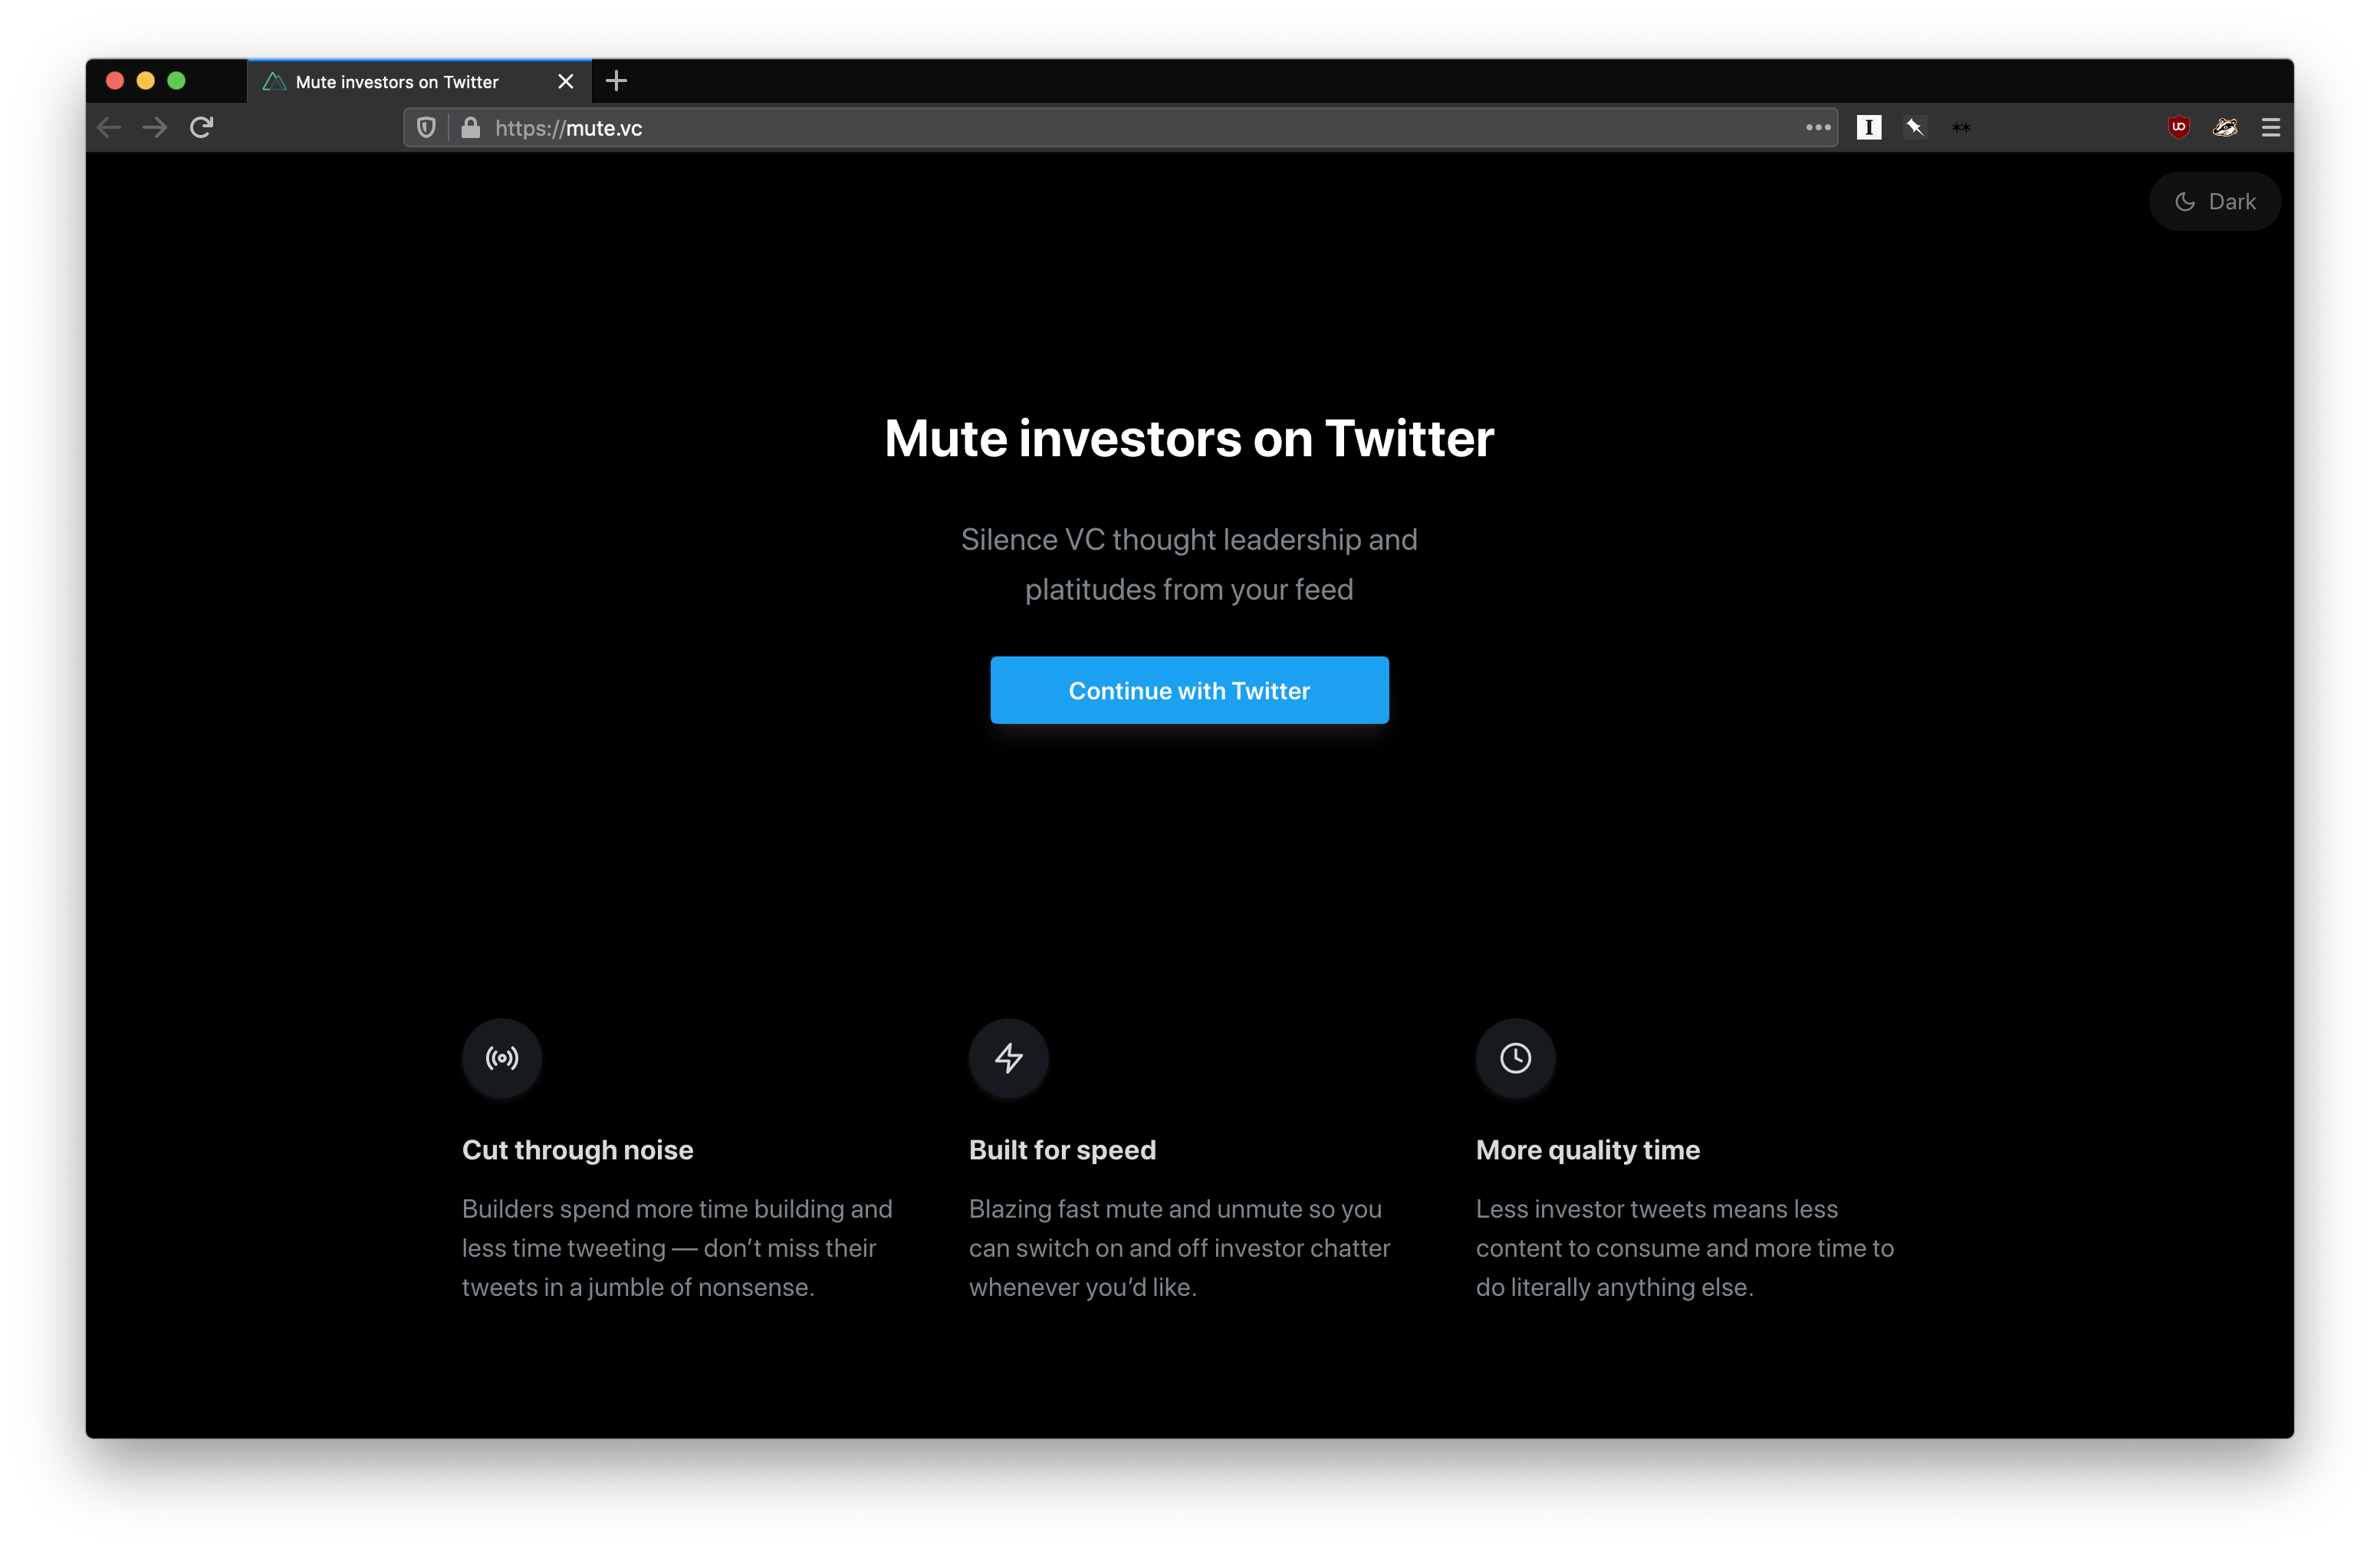 Mute investors on Twitter
https://mute.vc
Dark
Mute investors on Twitter
Silence VC thought leadership and
platitudes from your feed
Continue with Twitter
Cut through noise
Builders spend more time building and
less time tweeting — don’t miss their
tweets in a jumble of nonsense.
Built for speed
Blazing fast mute and unmute so you
can switch on and off investor chatter
whenever you’d like.
More quality time
Less investor tweets means less
content to consume and more time to
do literally anything else.